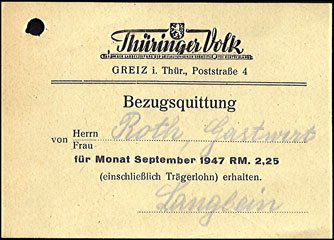 Thüringer Volk
GREIZ i. Thür., Poststraße 4
Bezugsquittung
von Herrn Roth, Gastwirt
Frau
für Monat September 1947 RM. 2,25
(einschließlich Trägerlohn) erhalten.
Langlein